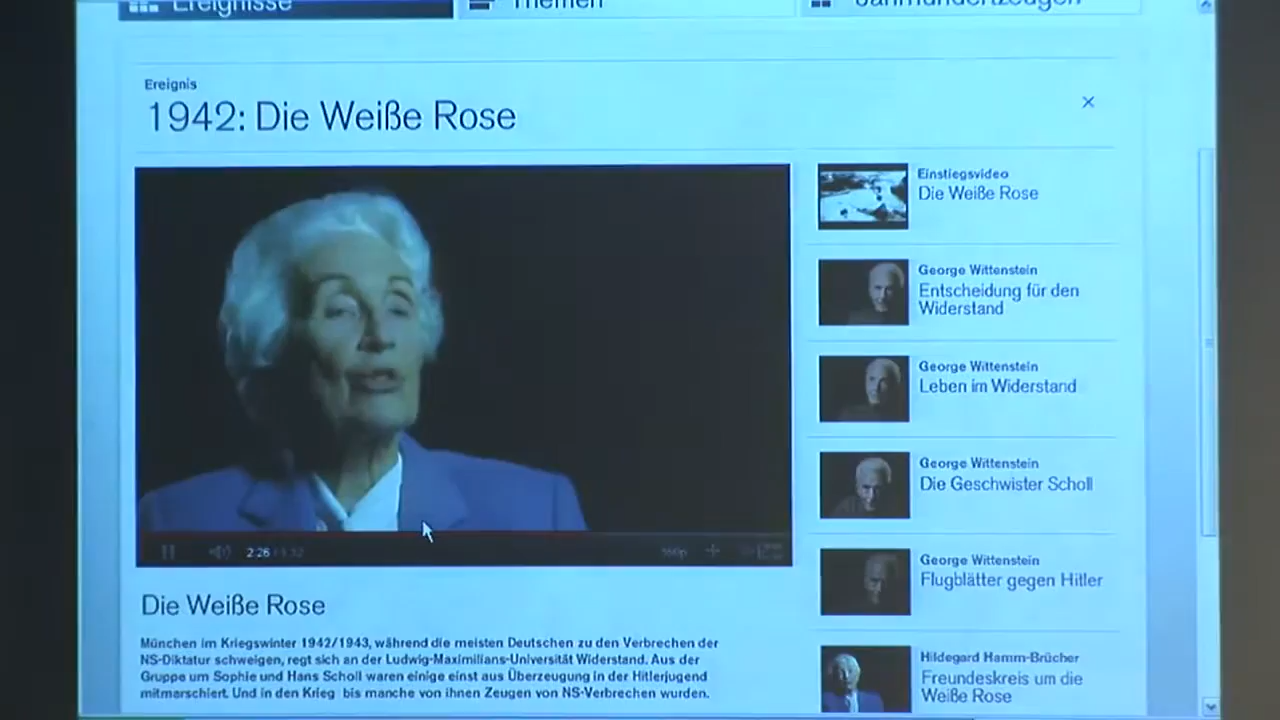 Ereignisse
Themen
Jahrhundertzeugen
Ereignis
1942: Die Weiße Rose
Einstiegsvideo
Die Weiße Rose
George Wittenstein
Entscheidung für den
Widerstand
George Wittenstein
Leben im Widerstand
George Wittenstein
Die Geschwister Scholl
George Wittenstein
Flugblätter gegen Hitler
Hildegard Hamm-Brücher
Freundeskreis um die
Weiße Rose
2:26
360p
Die Weiße Rose
München im Kriegswinter 1942/1943, während die meisten Deutschen zu den Verbrechen der
NS-Diktatur schweigen, regt sich an der Ludwig-Maximilians-Universität Widerstand. Aus der
Gruppe um Sophie und Hans Scholl waren einige einst aus Überzeugung in der Hitlerjugend
mitmarschiert. Und in den Krieg bis manche von ihnen Zeugen von NS-Verbrechen wurden.